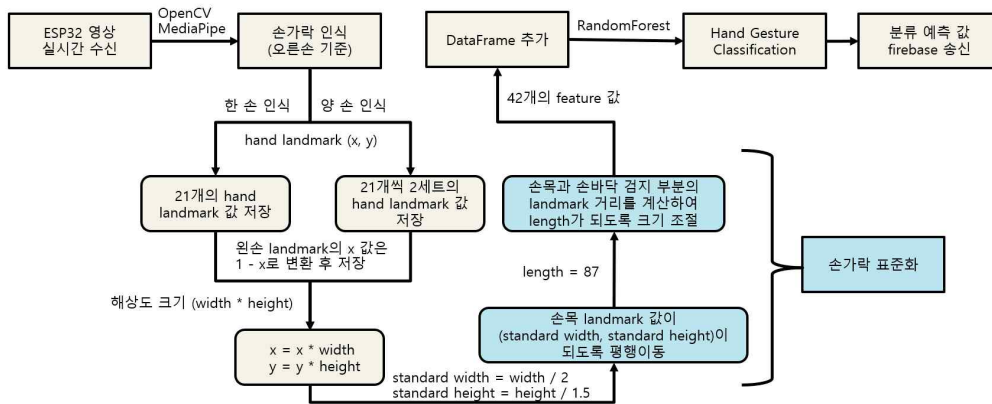 ESP32 영상
실시간 수신
OpenCV
MediaPipe
손가락 인식
(오른손 기준)
한 손 인식
양 손 인식
hand landmark (x, y)
21개의 hand
landmark 값 저장
21개씩 2세트의
hand landmark 값
저장
왼손 landmark의 x 값은
1 - x로 변환 후 저장
해상도 크기 (width * height)
x = x * width
y = y * height
standard width = width / 2
standard height = height / 1.5
손목 landmark 값이
(standard width, standard height)이
되도록 평행이동
length = 87
손목과 손바닥 검지 부분의
landmark 거리를 계산하여
length가 되도록 크기 조절
손가락 표준화
42개의 feature 값
DataFrame 추가
RandomForest
Hand Gesture
Classification
분류 예측 값
firebase 송신